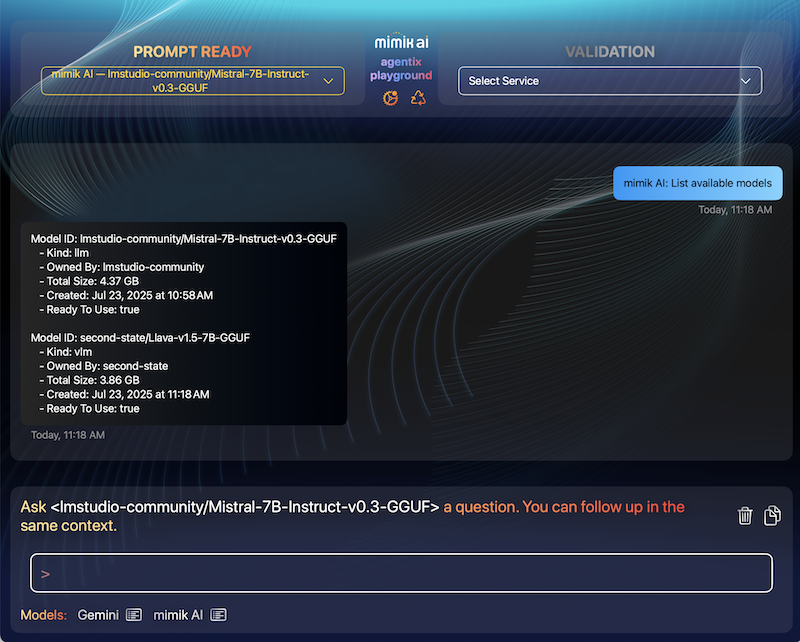 PROMPT READY
mimik AI — lmstudio-community/Mistral-7B-Instruct-
v0.3-GGUF
mimik ai
agentix
playground
VALIDATION
Select Service
mimik AI: List available models
Today, 11:18 AM
Model ID: lmstudio-community/Mistral-7B-Instruct-v0.3-GGUF
- Kind: llm
- Owned By: lmstudio-community
- Total Size: 4.37 GB
- Created: Jul 23, 2025 at 10:58 AM
- Ready To Use: true
Model ID: second-state/Llava-v1.5-7B-GGUF
- Kind: vlm
- Owned By: second-state
- Total Size: 3.86 GB
- Created: Jul 23, 2025 at 11:18 AM
- Ready To Use: true
Today, 11:18 AM
Ask <lmstudio-community/Mistral-7B-Instruct-v0.3-GGUF> a question. You can follow up in the
same context.
>
Models: Gemini mimik AI